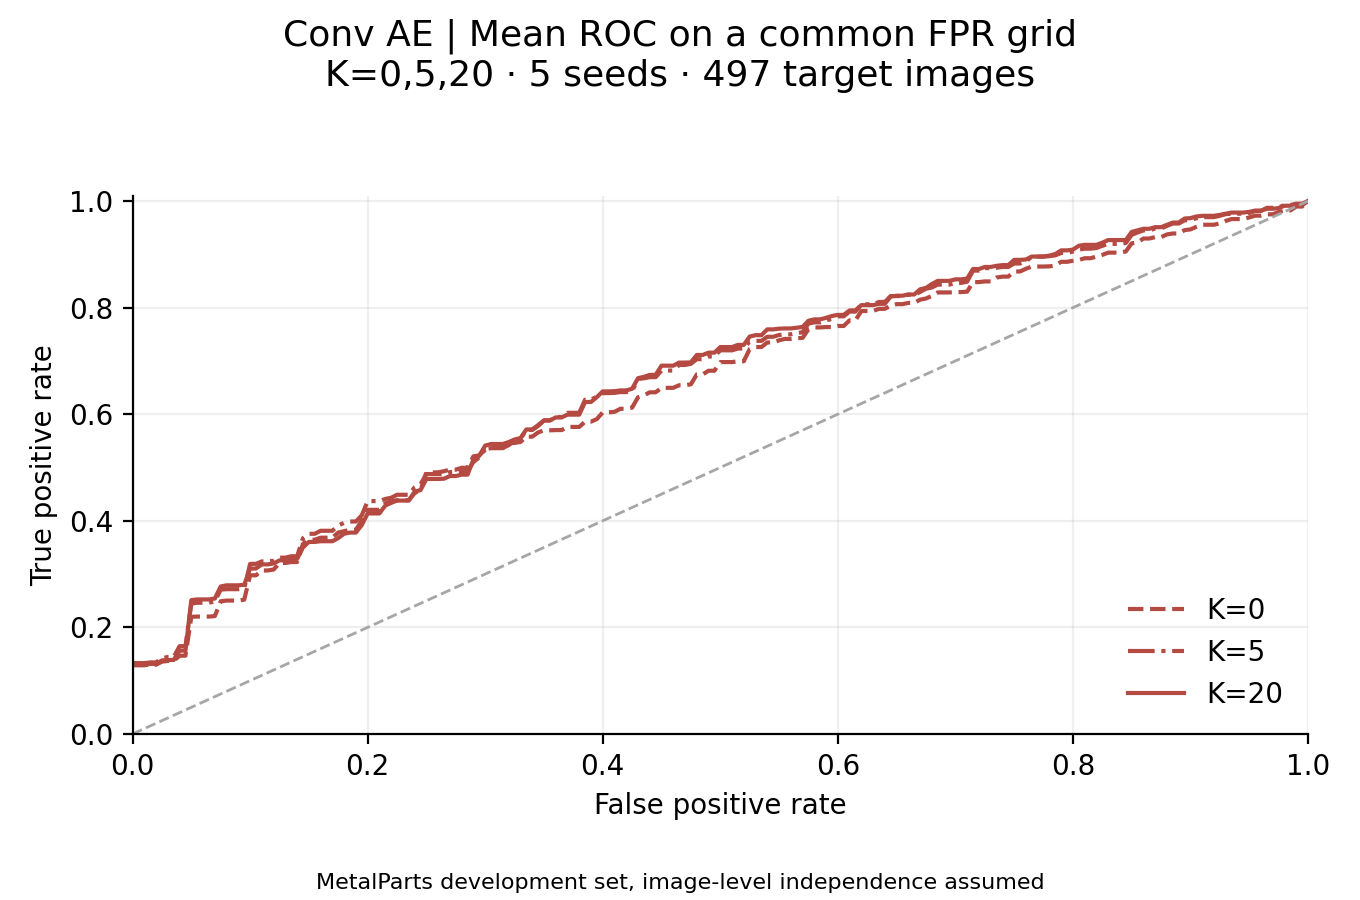 Conv AE | Mean ROC on a common FPR grid
K=0,5,20 · 5 seeds · 497 target images
True positive rate
1.0
0.8
0.6
0.4
0.2
0.0
K=0
K=5
K=20
0.0 0.2 0.4 0.6 0.8 1.0
False positive rate
MetalParts development set, image-level independence assumed